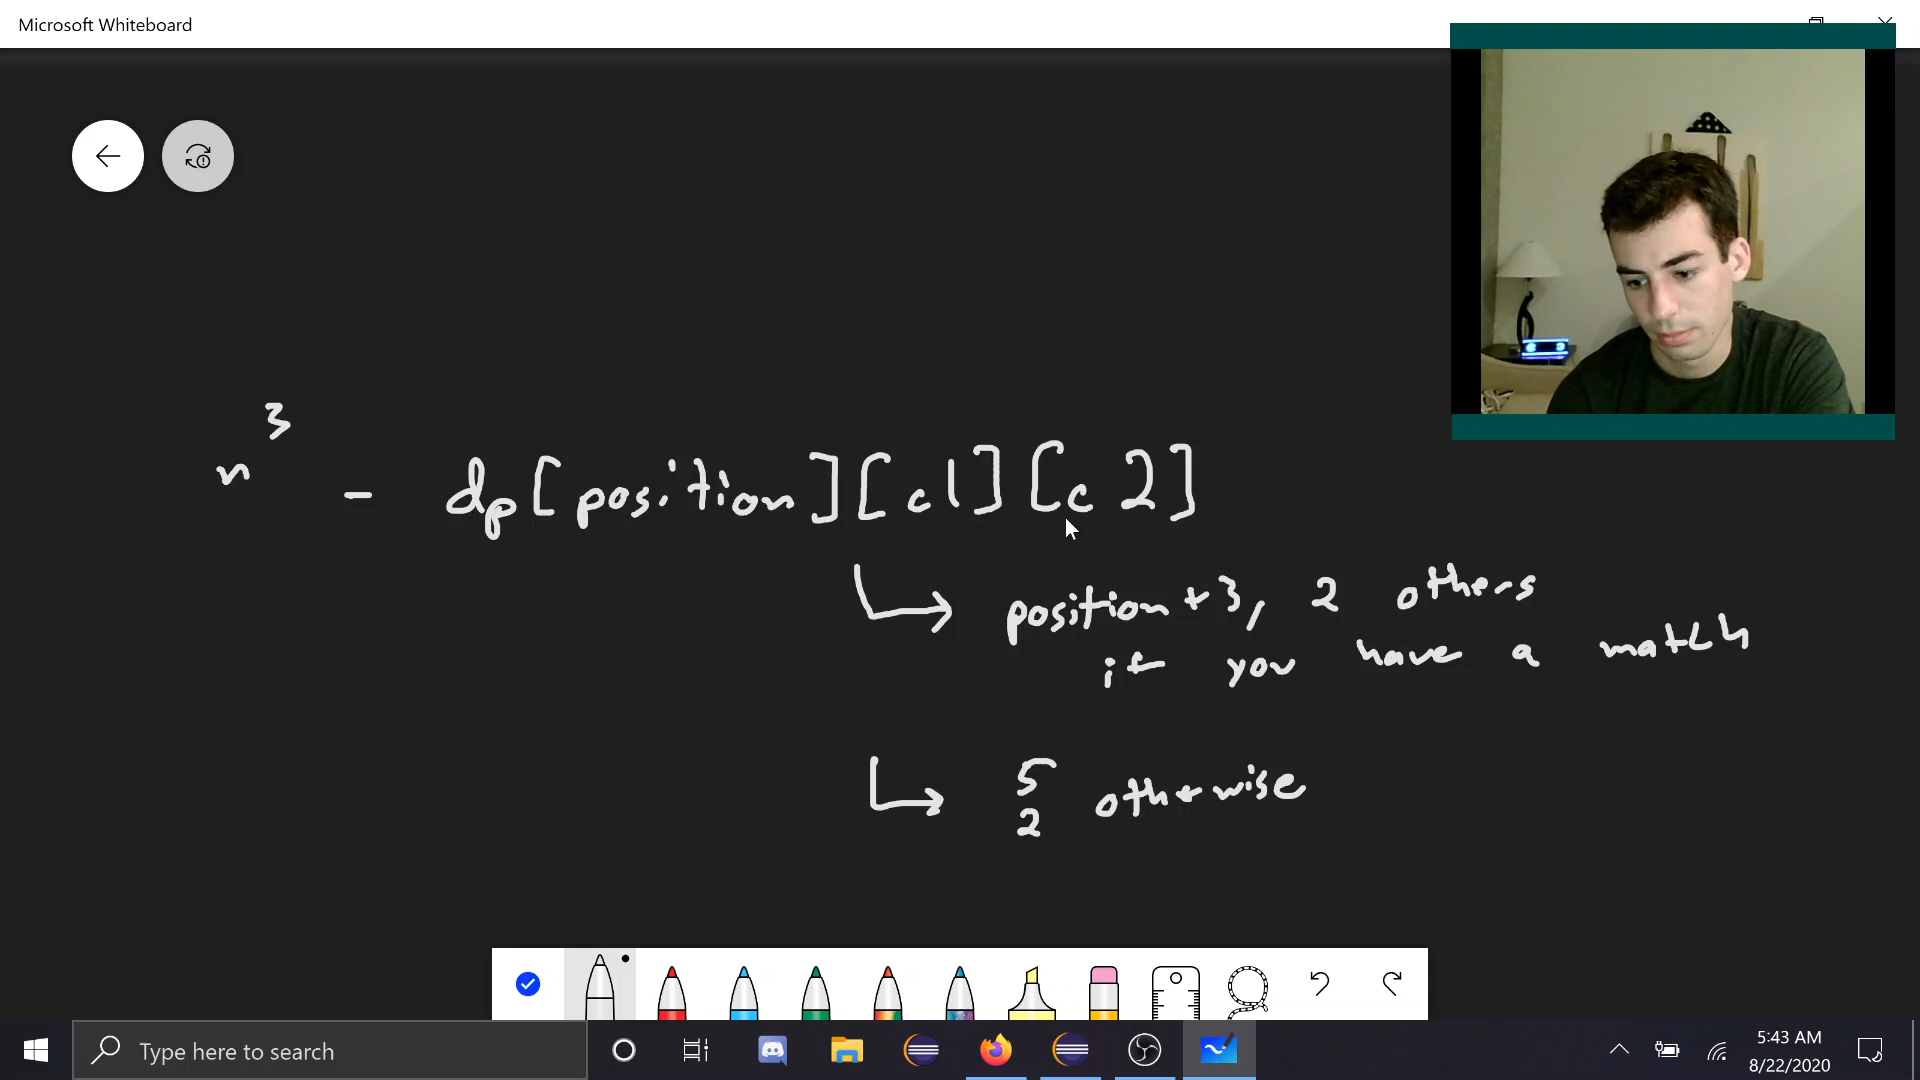 Microsoft Whiteboard
n^3 - dp[position][c1][c2]
position+3, 2 others
if you have a match
5
2 otherwise
Type here to search
5:43 AM
8/22/2020